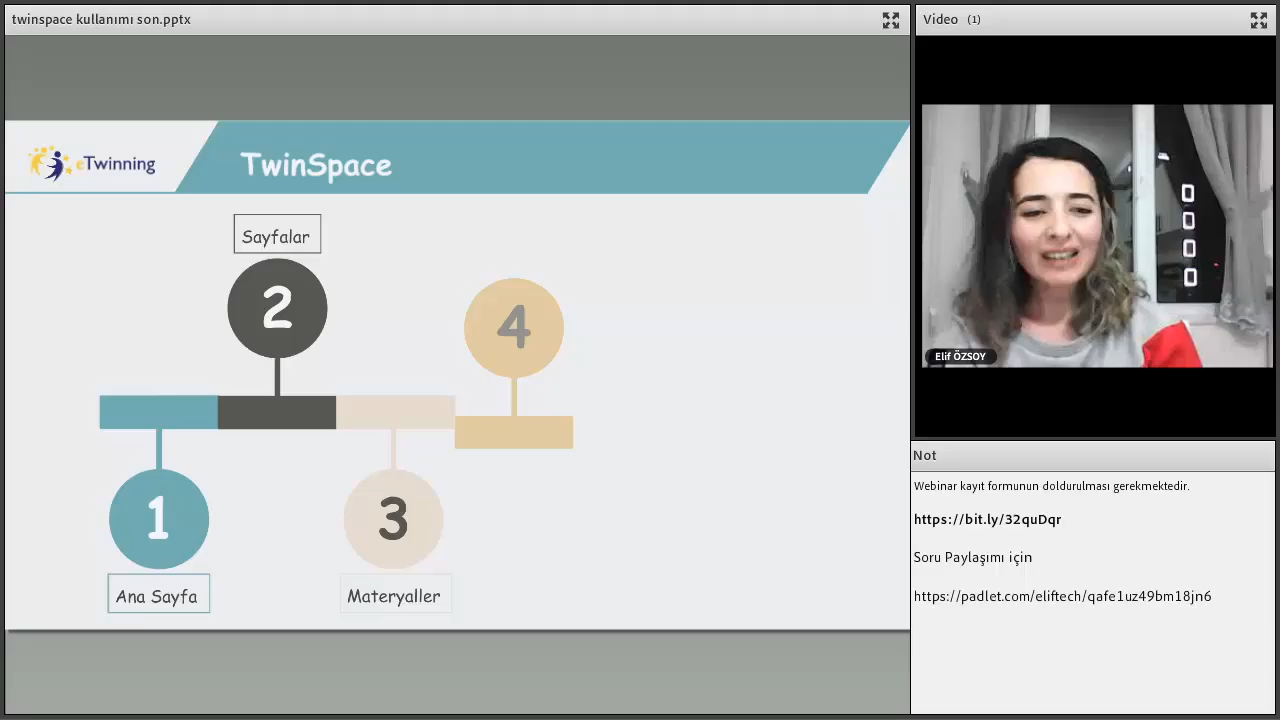 twinspace kullanımı son.pptx
eTwinning
TwinSpace
Sayfalar
2
4
1
3
Ana Sayfa
Materyaller
Video (1)
Elif ÖZSOY
Not
Webinar kayıt formunun doldurulması gerekmektedir.
https://bit.ly/32quDqr
Soru Paylaşımı için
https://padlet.com/eliftech/qafe1uz49bm18jn6